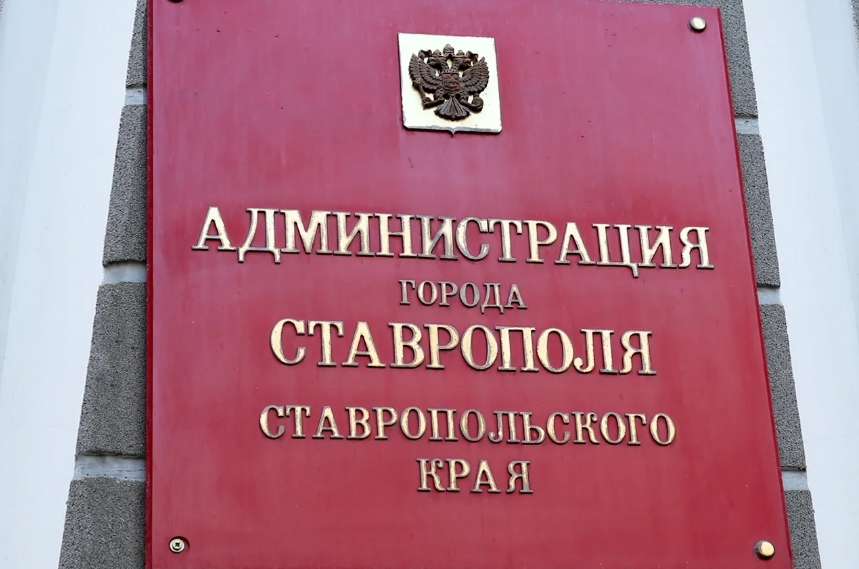 АДМИНИСТРАЦИЯ
ГОРОДА
СТАВРОПОЛЯ
СТАВРОПОЛЬСКОГО
КРАЯ